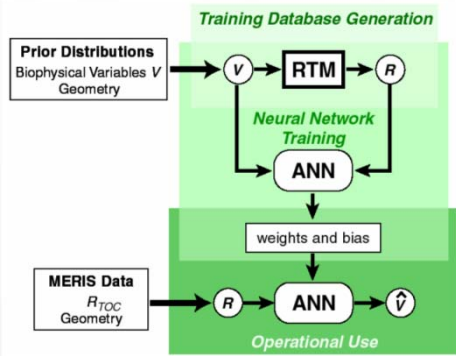 Training Database Generation
Prior Distributions
Biophysical Variables V
Geometry
V
RTM
R
Neural Network
Training
ANN
weights and bias
MERIS Data
R_TOC
Geometry
R
ANN
V̂
Operational Use